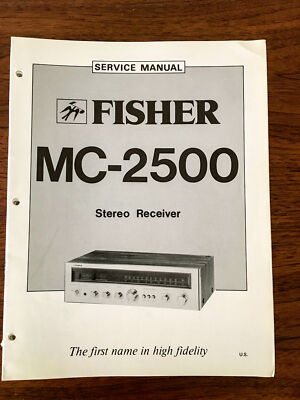 SERVICE MANUAL
FISHER
MC-2500
Stereo Receiver
The first name in high fidelity
U.S.